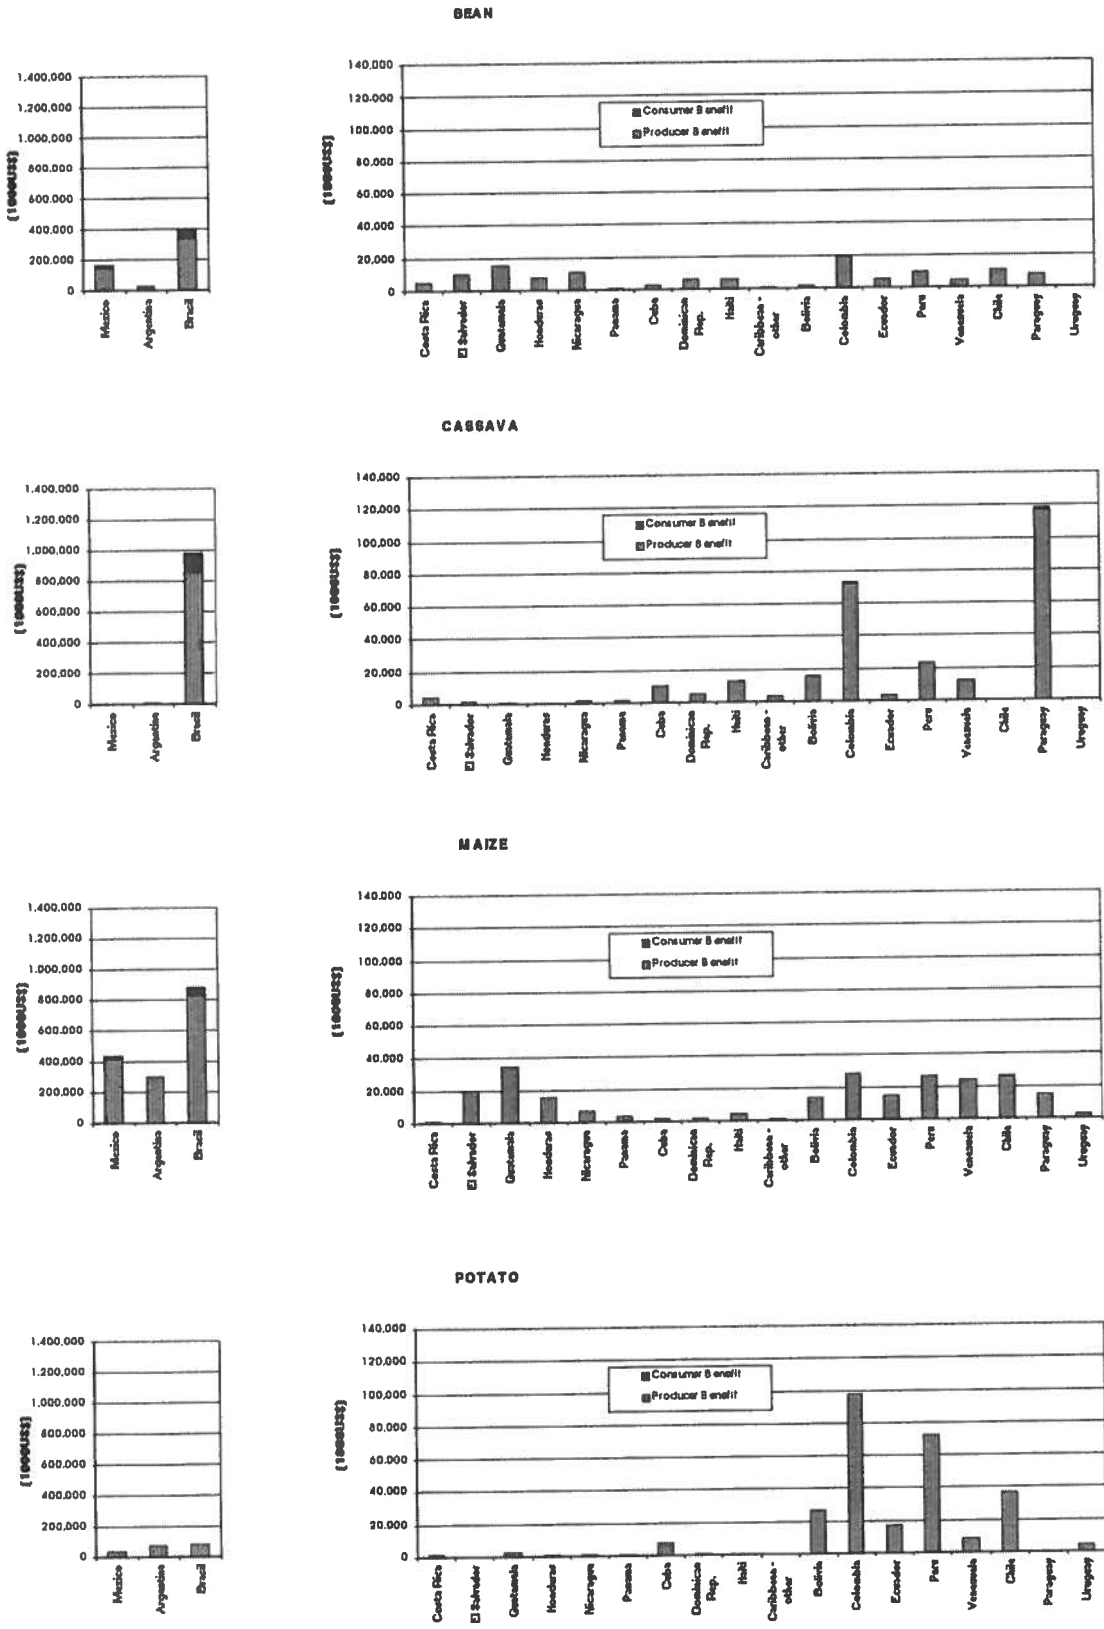 BEAN
1.400,000
1.200,000
1.000,000
800,000
600,000
400,000
200,000
0
(1000US$)
Mexico
Argentina
Brazil
140,000
120.000
100.000
80,000
60,000
40,000
20,000
0
(1000US$)
Consumer Benefit
Producer Benefit
Costa Rica
El Salvador
Guatemala
Honduras
Nicaragua
Panama
Cuba
Dominican
Rep.
Haiti
Caribbean -
other
Bolivia
Colombia
Ecuador
Peru
Venezuela
Chile
Paraguay
Uruguay
CASSAVA
1.400,000
1.200,000
1,000,000
800,000
600,000
400,000
200,000
0
(1000US$)
Mexico
Argentina
Brazil
140,000
120,000
100,000
80,000
60,000
40,000
20,000
0
(1000US$)
Consumer Benefit
Producer Benefit
Costa Rica
El Salvador
Guatemala
Honduras
Nicaragua
Panama
Cuba
Dominican
Rep.
Haiti
Caribbean -
other
Bolivia
Colombia
Ecuador
Peru
Venezuela
Chile
Paraguay
Uruguay
MAIZE
1.400,000
1.200,000
1.000,000
800,000
600,000
400,000
200.000
0
(1000US$)
Mexico
Argentina
Brazil
140.000
120,000
100,000
80,000
60,000
40,000
20.000
0
(1000US$)
Consumer Benefit
Producer Benefit
Costa Rica
El Salvador
Guatemala
Honduras
Nicaragua
Panama
Cuba
Dominican
Rep.
Haiti
Caribbean -
other
Bolivia
Colombia
Ecuador
Peru
Venezuela
Chile
Paraguay
Uruguay
POTATO
1.400,000
1.200,000
1.000,000
800,000
600,000
400,000
200,000
0
(1000US$)
Mexico
Argentina
Brazil
140,000
120,000
100,000
80,000
60.000
40,000
20.000
0
(1000US$)
Consumer Benefit
Producer Benefit
Costa Rica
El Salvador
Guatemala
Honduras
Nicaragua
Panama
Cuba
Dominican
Rep.
Haiti
Caribbean -
other
Bolivia
Colombia
Ecuador
Peru
Venezuela
Chile
Paraguay
Uruguay